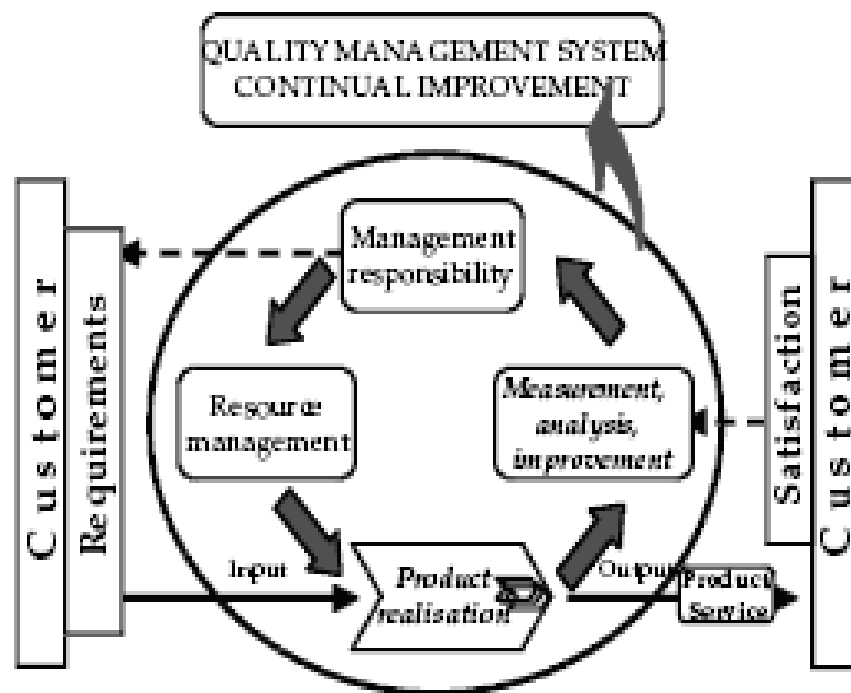 QUALITY MANAGEMENT SYSTEM
CONTINUAL IMPROVEMENT
Customer
Requirements
Management
responsibility
Resource
management
Measurement,
analysis,
improvement
Satisfaction
Customer
Input
Product
realisation
Output
Product
Service